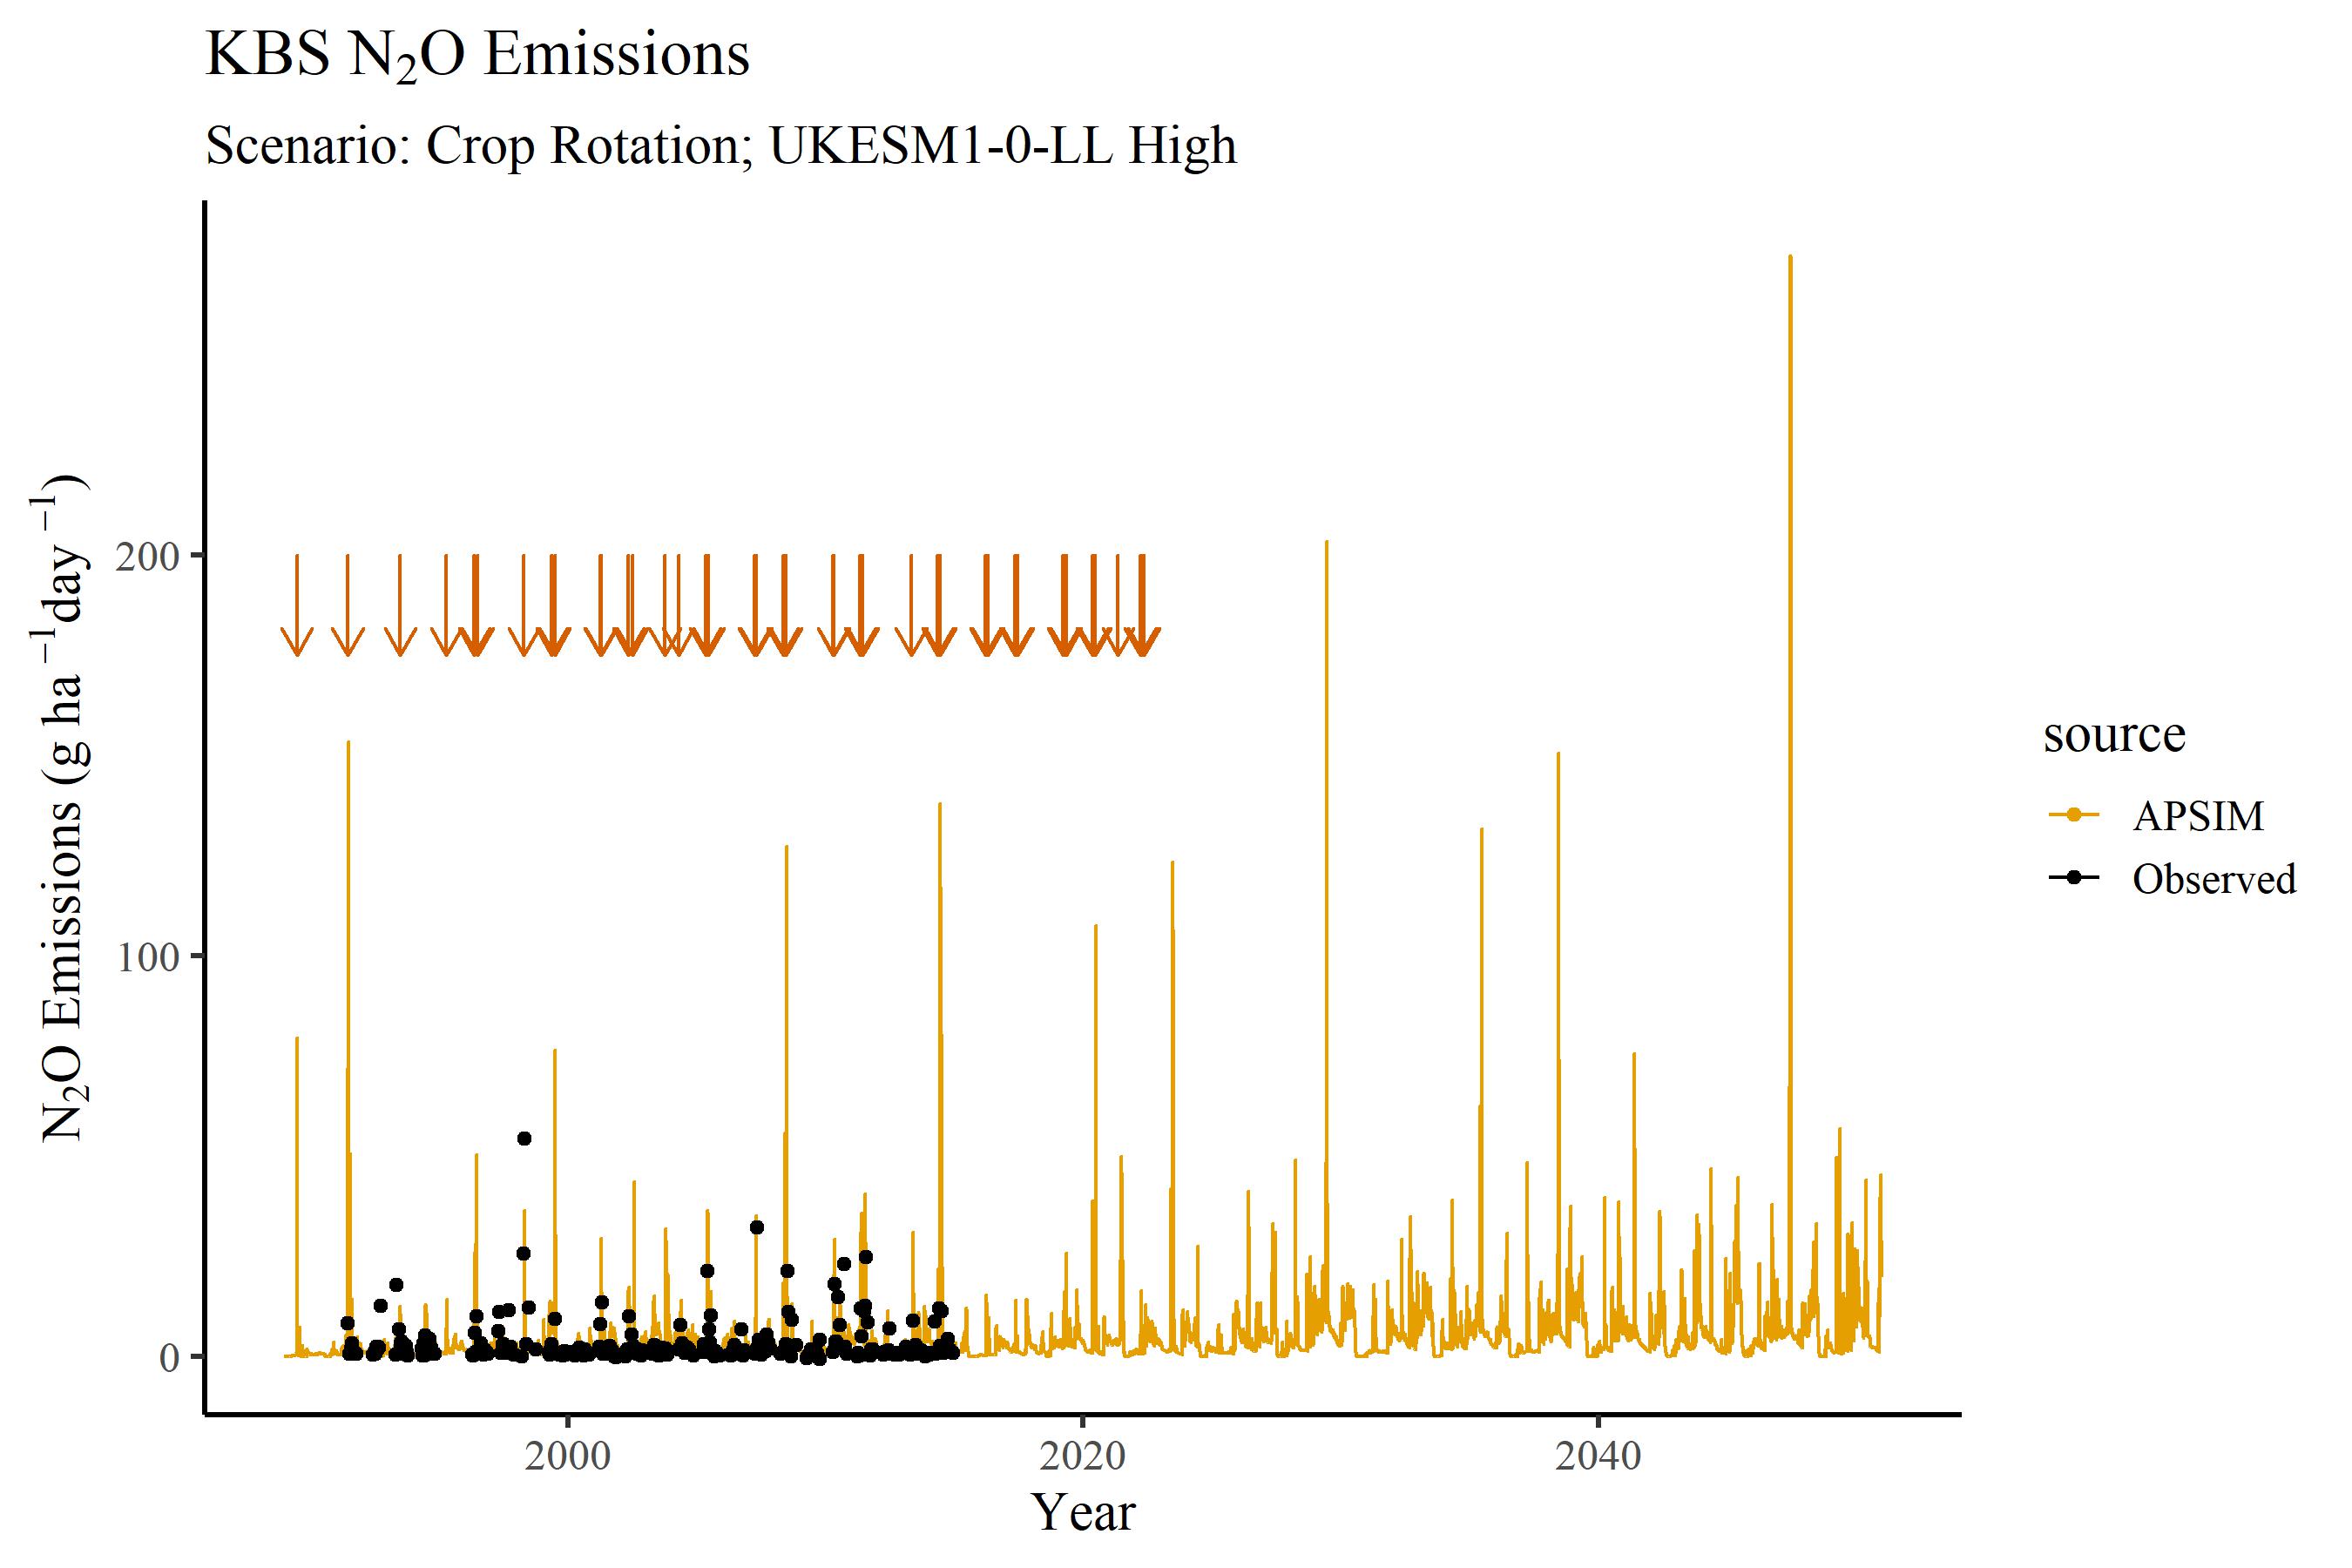 KBS N₂O Emissions
Scenario: Crop Rotation; UKESM1-0-LL High
N₂O Emissions (g ha ⁻¹day ⁻¹)
200
100
0
2000 2020 2040
Year
source
APSIM
Observed